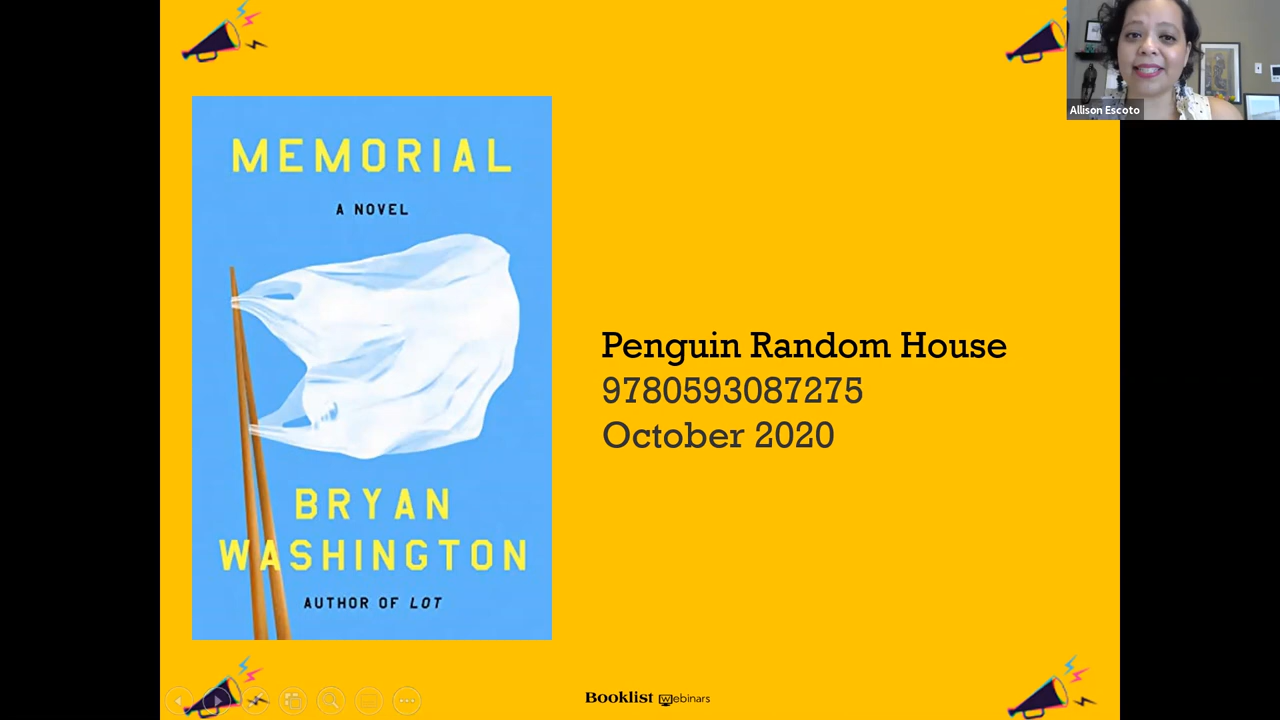 MEMORIAL
A NOVEL
BRYAN
WASHINGTON
AUTHOR OF LOT
Penguin Random House
9780593087275
October 2020
Allison Escoto
Booklist Webinars